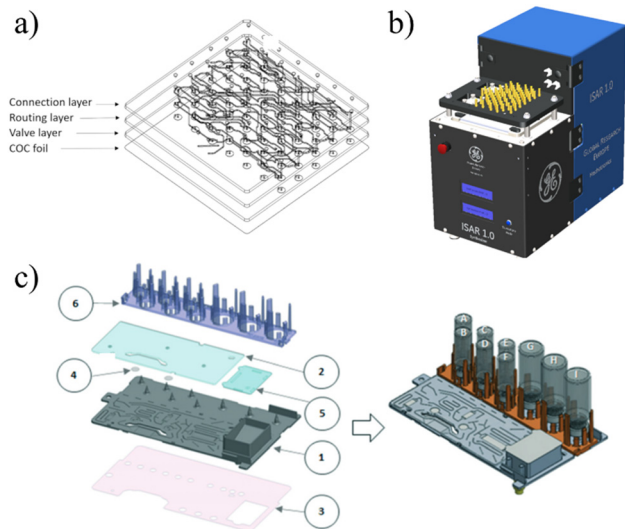 a)
Connection layer
Routing layer
Valve layer
COC foil
b)
ISAR 1.0
GLOBAL RESEARCH
EUROPE
ISAR 1.0
c)
6
2
4
5
1
3
A
B
C
D
E
F
G
H
I